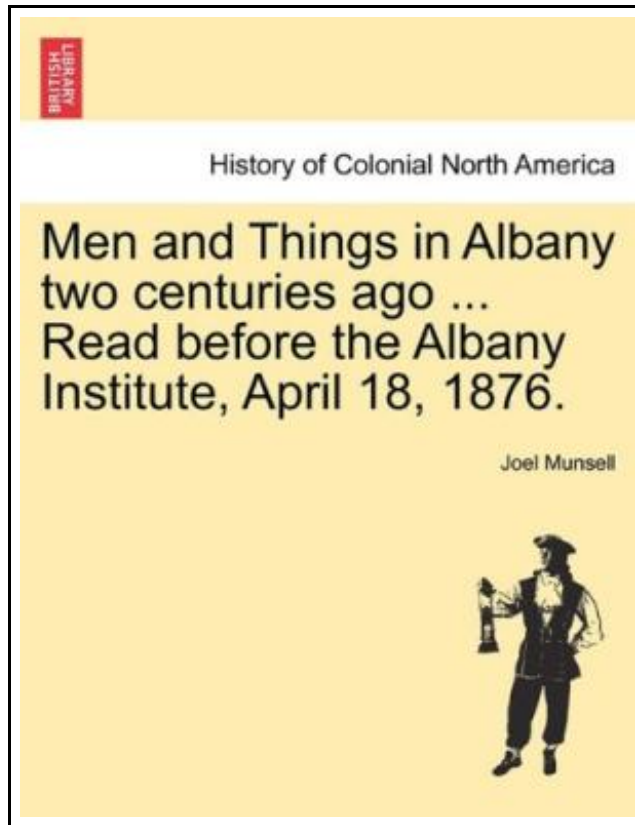 BRITISH
LIBRARY
History of Colonial North America
Men and Things in Albany
two centuries ago ...
Read before the Albany
Institute, April 18, 1876.
Joel Munsell